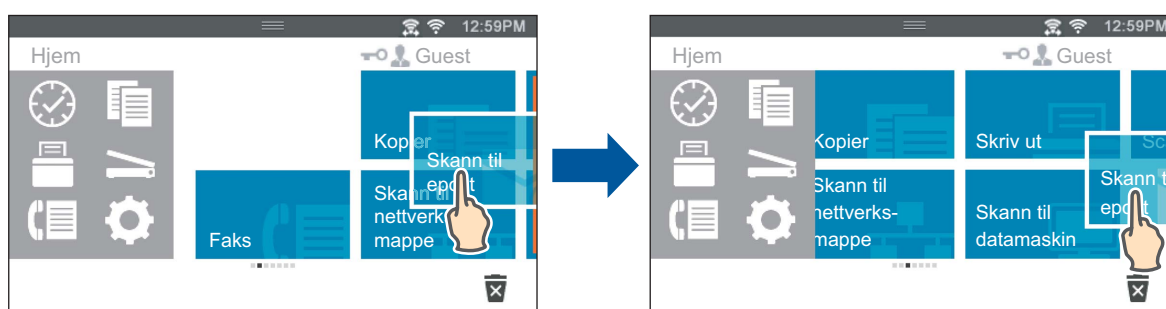 12:59PM
Hjem
Guest
Kopier
Skann til
epost
Skann til
nettverks-
mappe
Faks
12:59PM
Hjem
Guest
Kopier
Skriv ut
Skann til
epost
Skann til
nettverks-
mappe
Skann til
datamaskin